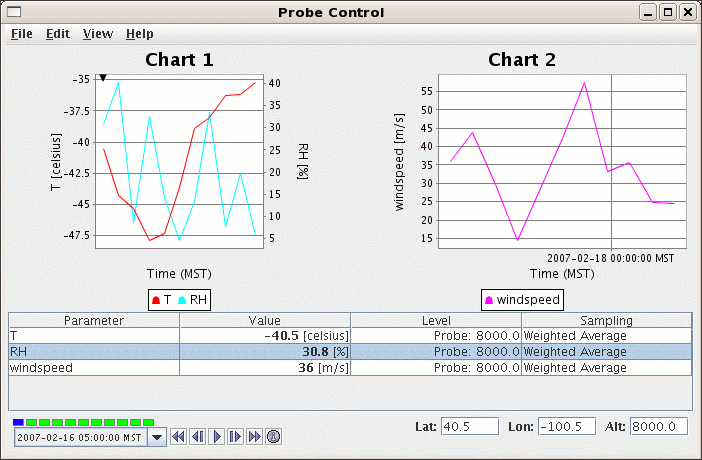 Probe Control
File Edit View Help
Chart 1
-35
-37.5
-40
-42.5
-45
-47.5
T [celsius]
40
35
30
25
20
15
10
5
RH [%]
Time (MST)
T RH
Chart 2
55
50
45
40
35
30
25
20
15
windspeed [m/s]
2007-02-18 00:00:00 MST
Time (MST)
windspeed
Parameter Value Level Sampling
T -40.5 [celsius] Probe: 8000.0 Weighted Average
RH 30.8 [%] Probe: 8000.0 Weighted Average
windspeed 36 [m/s] Probe: 8000.0 Weighted Average
2007-02-16 05:00:00 MST
Lat: 40.5 Lon: -100.5 Alt: 8000.0